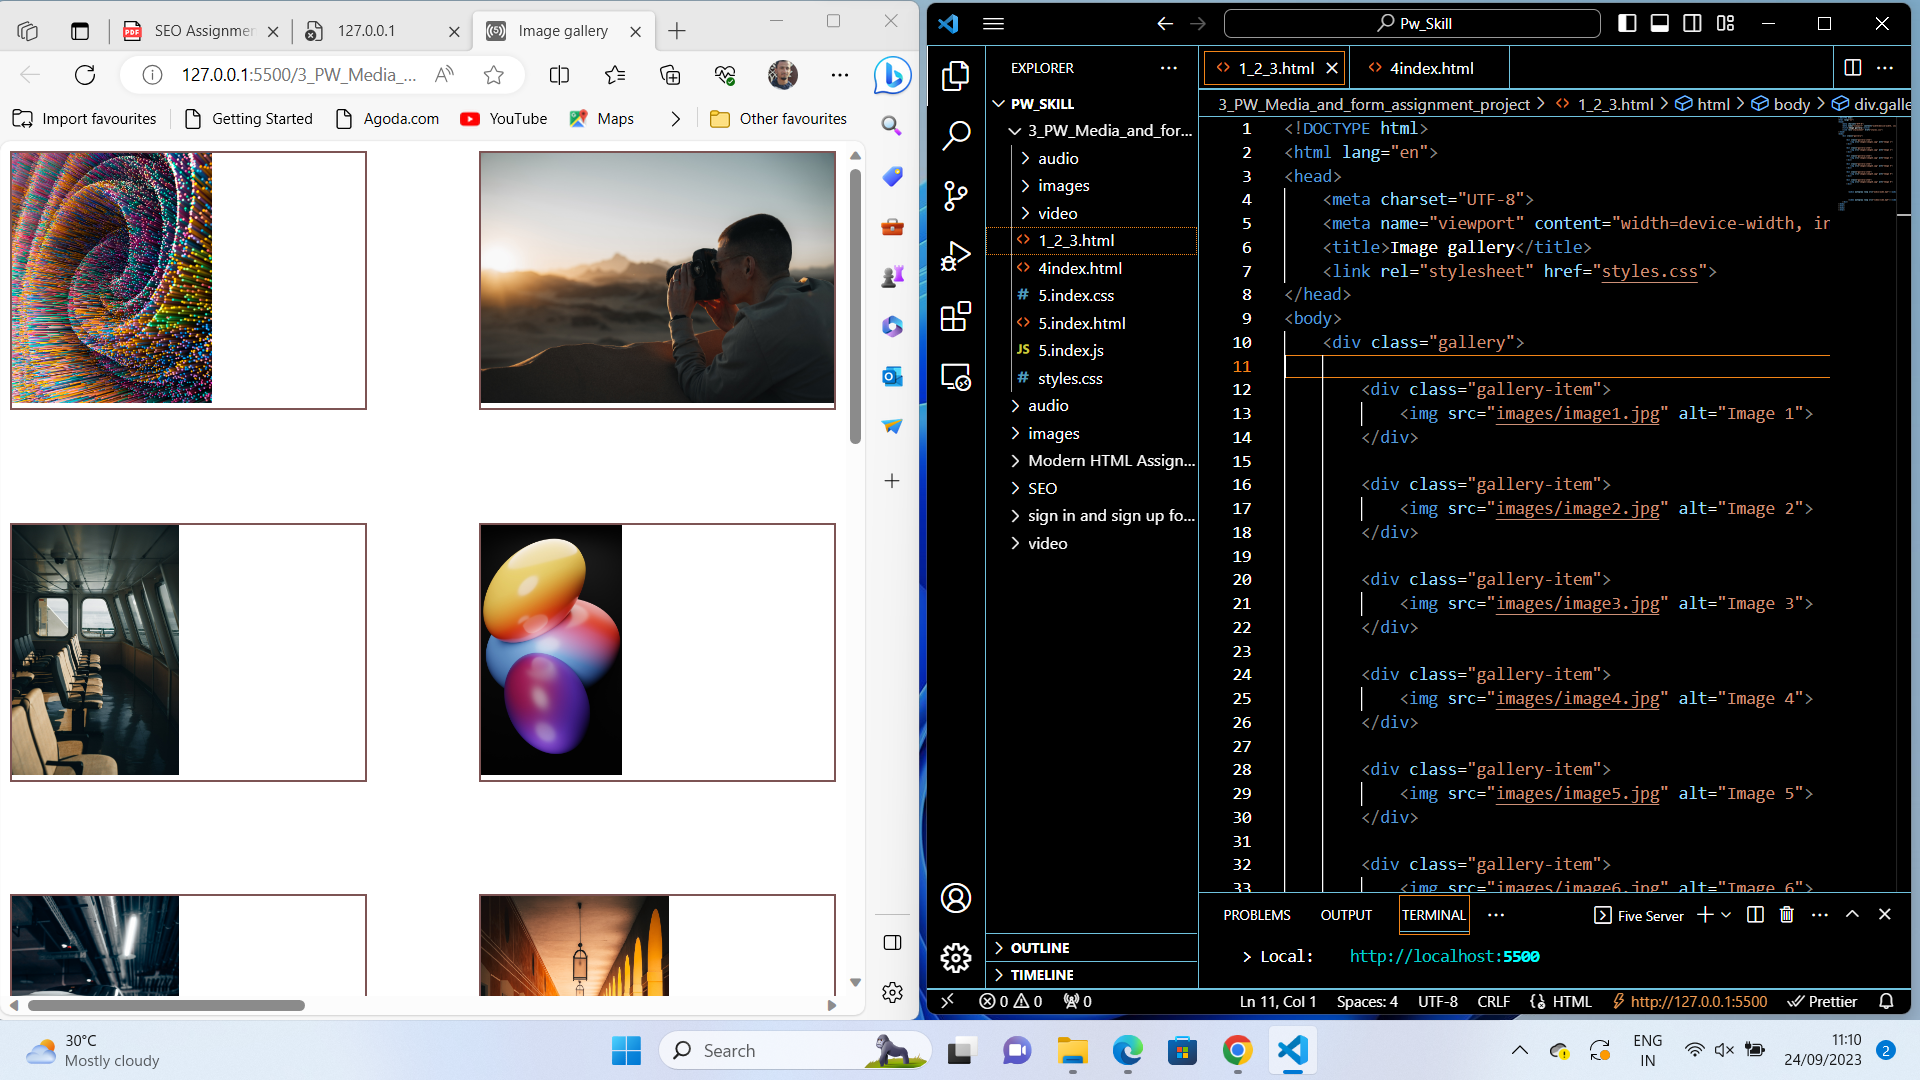 SEO Assignmen
127.0.0.1
Image gallery
127.0.0.1:5500/3_PW_Media_...
Import favourites
Getting Started
Agoda.com
YouTube
Maps
Other favourites
Pw_Skill
EXPLORER
PW_SKILL
3_PW_Media_and_for...
audio
images
video
1_2_3.html
4index.html
5.index.css
5.index.html
JS 5.index.js
styles.css
audio
images
Modern HTML Assign...
SEO
sign in and sign up fo...
video
OUTLINE
TIMELINE
1_2_3.html
4index.html
3_PW_Media_and_form_assignment_project > 1_2_3.html > html > body > div.galle
1 <!DOCTYPE html>
2 <html lang="en">
3 <head>
4 <meta charset="UTF-8">
5 <meta name="viewport" content="width=device-width, in
6 <title>Image gallery</title>
7 <link rel="stylesheet" href="styles.css">
8 </head>
9 <body>
10 <div class="gallery">
11
12 <div class="gallery-item">
13 <img src="images/image1.jpg" alt="Image 1">
14 </div>
15
16 <div class="gallery-item">
17 <img src="images/image2.jpg" alt="Image 2">
18 </div>
19
20 <div class="gallery-item">
21 <img src="images/image3.jpg" alt="Image 3">
22 </div>
23
24 <div class="gallery-item">
25 <img src="images/image4.jpg" alt="Image 4">
26 </div>
27
28 <div class="gallery-item">
29 <img src="images/image5.jpg" alt="Image 5">
30 </div>
31
32 <div class="gallery-item">
33 <img src="images/image6.jpg" alt="Image 6">
PROBLEMS
OUTPUT
TERMINAL
Five Server
> Local: http://localhost:5500
0 0
0
Ln 11, Col 1
Spaces: 4
UTF-8
CRLF
HTML
http://127.0.0.1:5500
Prettier
30°C
Mostly cloudy
Search
ENG
IN
11:10
24/09/2023
2